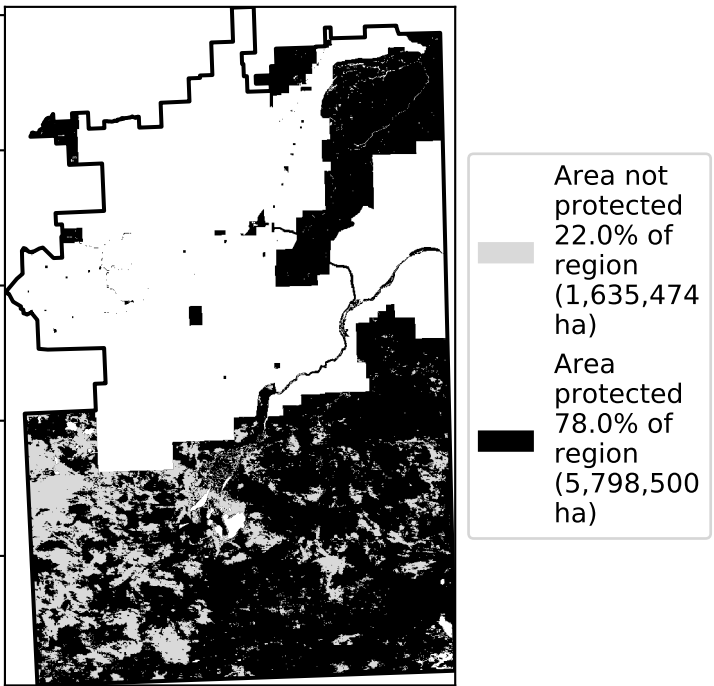 Area not
protected
22.0% of
region
(1,635,474
ha)
Area
protected
78.0% of
region
(5,798,500
ha)